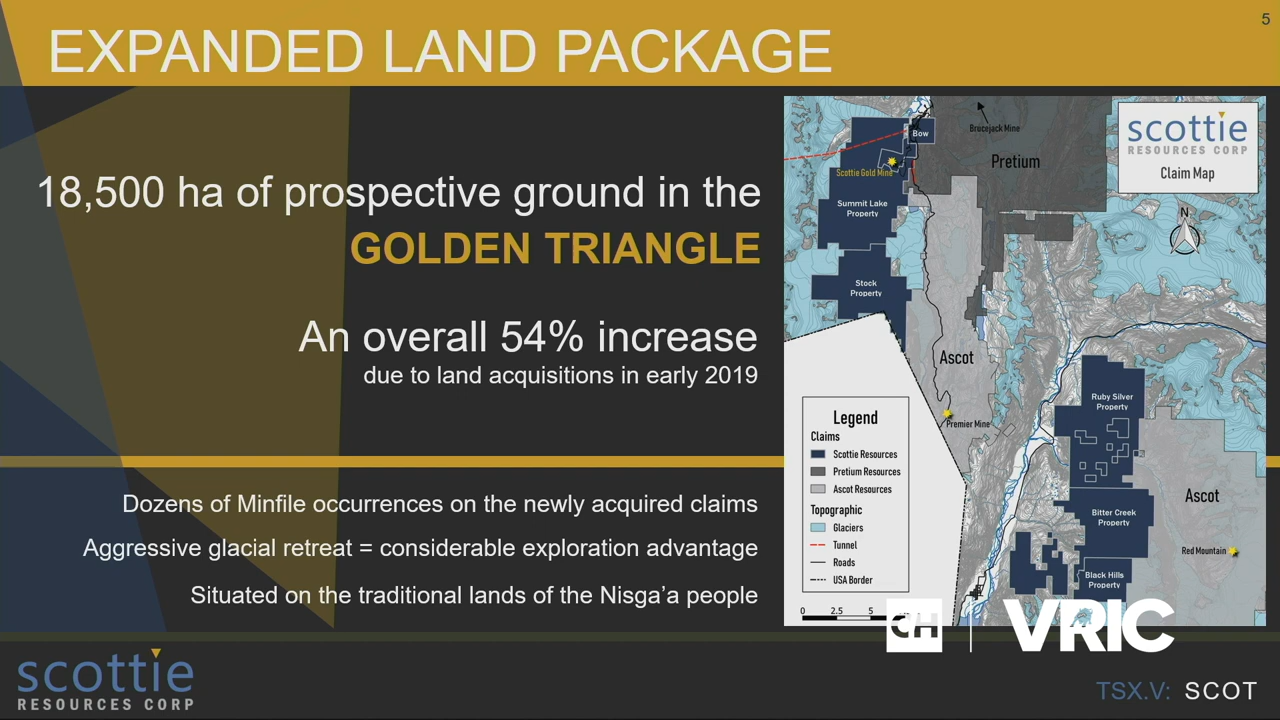 5
EXPANDED LAND PACKAGE
18,500 ha of prospective ground in the
GOLDEN TRIANGLE
An overall 54% increase
due to land acquisitions in early 2019
Dozens of Minfile occurrences on the newly acquired claims
Aggressive glacial retreat = considerable exploration advantage
Situated on the traditional lands of the Nisga'a people
Bow
Brucejack Mine
Pretium
scottie
RESOURCES CORP
Claim Map
Scottie Gold Mine
Summit Lake
Property
N
Stock
Property
Ascot
Premier Mine
Ruby Silver
Property
Ascot
Bitter Creek
Property
Red Mountain
Black Hills
Property
Legend
Claims
Scottie Resources
Pretium Resources
Ascot Resources
Topographic
Glaciers
Tunnel
Roads
USA Border
0 2.5 5
CH
VRIC
scottie
RESOURCES CORP
TSX.V: SCOT